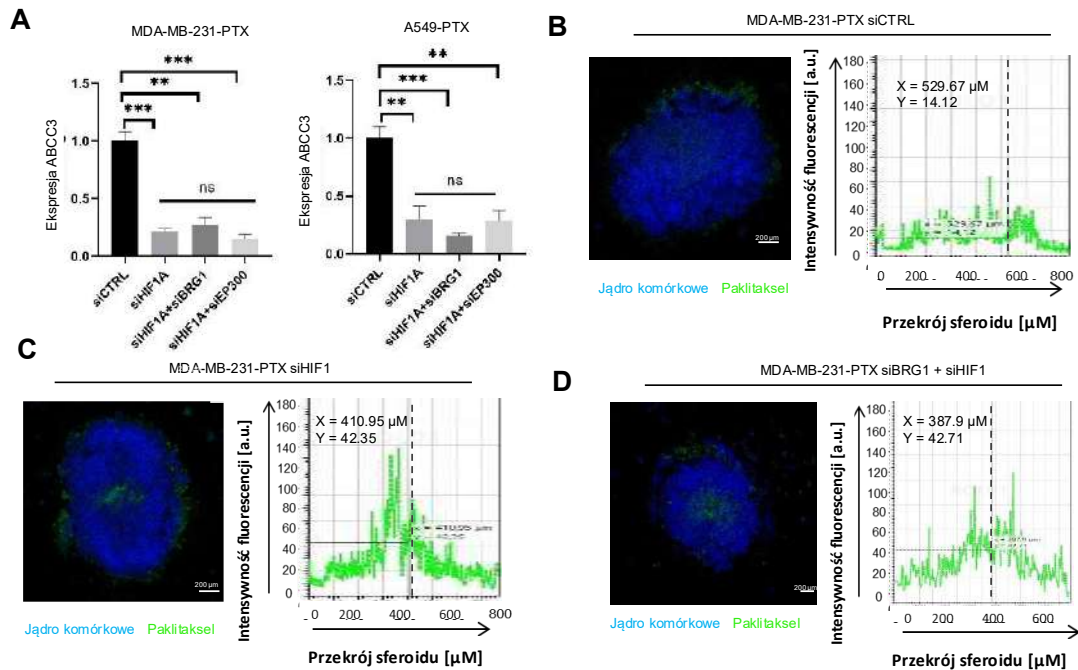 A
MDA-MB-231-PTX
Ekspresja ABCC3
1.5
1.0
0.5
0.0
***
**
***
ns
siCTRL
siHIF1A
siHIF1A+siBRG1
siHIF1A+siEP300
A549-PTX
Ekspresja ABCC3
1.5
1.0
0.5
0.0
**
***
**
ns
siCTRL
siHIF1A
siHIF1A+siBRG1
siHIF1A+siEP300
B
MDA-MB-231-PTX siCTRL
200 µm
Jądro komórkowe Paklitaksel
Intensywność fluorescencji [a.u.]
180
160
140
120
100
80
60
40
20
0
X = 529.67 µM
Y = 14.12
0 600 800
Przekrój sferoidu [µM]
C
MDA-MB-231-PTX siHIF1
200 µm
Jądro komórkowe Paklitaksel
Intensywność fluorescencji [a.u.]
180
160
140
120
100
80
60
40
20
0
X = 410.95 µM
Y = 42.35
0 200 400 600 800
Przekrój sferoidu [µM]
D
MDA-MB-231-PTX siBRG1 + siHIF1
200 µm
Jądro komórkowe Paklitaksel
Intensywność fluorescencji [a.u.]
180
160
140
120
100
80
60
40
20
0
X = 387.9 µM
Y = 42.71
0 200 400 600
Przekrój sferoidu [µM]